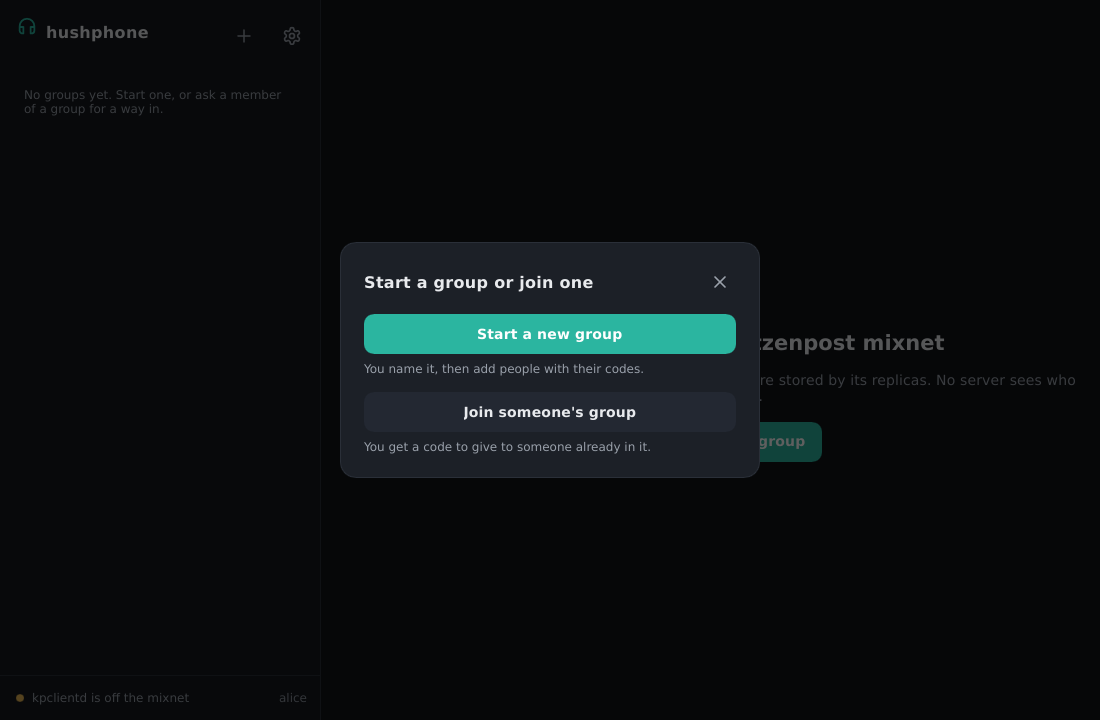 hushphone
No groups yet. Start one, or ask a member
of a group for a way in.
Start a group or join one
Start a new group
You name it, then add people with their codes.
Join someone's group
You get a code to give to someone already in it.
mixnet
stored by its replicas. No server sees who
group
kpclientd is off the mixnet
alice